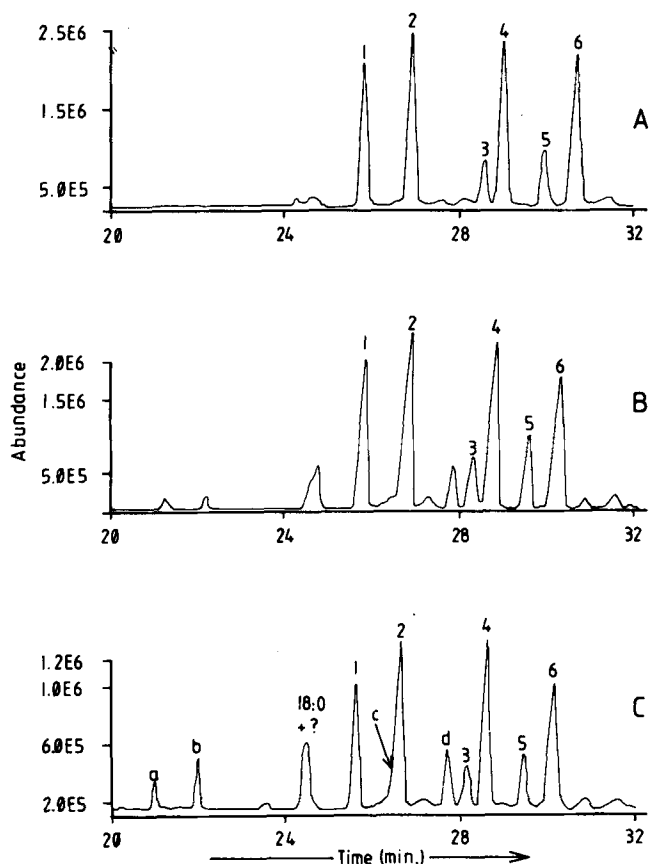 2.5E6
1.5E6
5.0E5
1 2 3 4 5 6
A
20 24 28 32
Abundance
2.0E6
1.5E6
5.0E5
1 2 3 4 5 6
B
20 24 28 32
1.2E6
1.0E6
6.0E5
2.0E5
a b 18:0
+ ?
1 c 2 d 3 4 5 6
C
20 24 28 32
Time (min.)